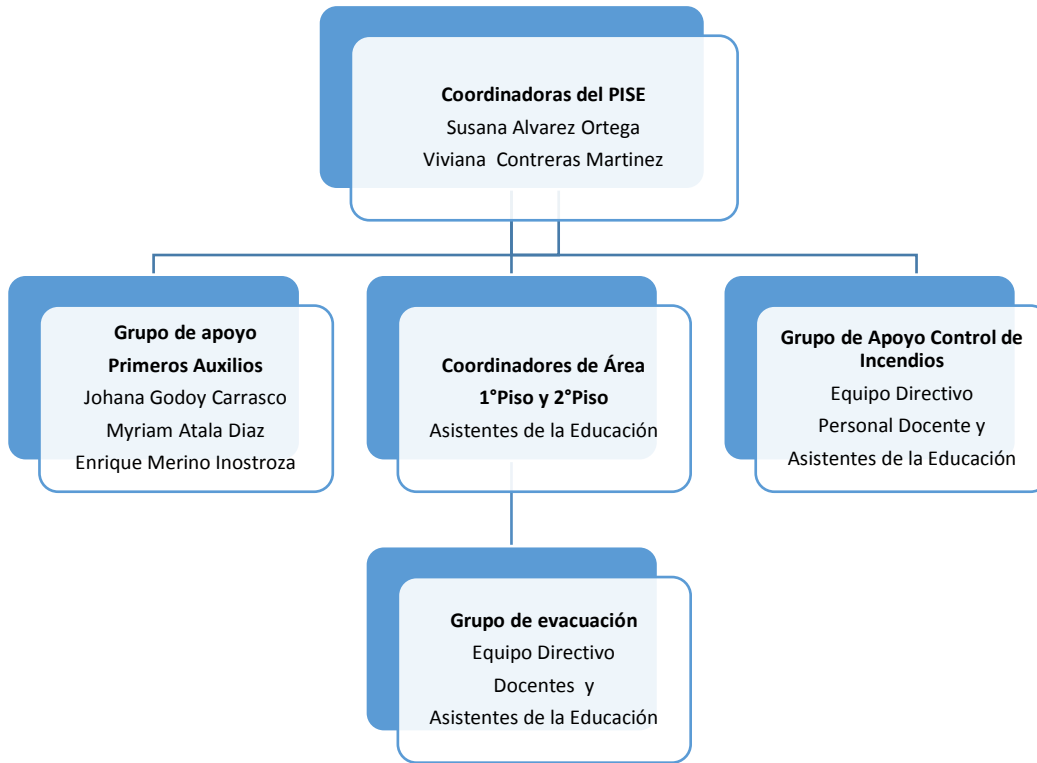 Coordinadoras del PISE
Susana Alvarez Ortega
Viviana Contreras Martinez
Grupo de apoyo
Primeros Auxilios
Johana Godoy Carrasco
Myriam Atala Diaz
Enrique Merino Inostroza
Coordinadores de Área
1°Piso y 2°Piso
Asistentes de la Educación
Grupo de Apoyo Control de
Incendios
Equipo Directivo
Personal Docente y
Asistentes de la Educación
Grupo de evacuación
Equipo Directivo
Docentes y
Asistentes de la Educación